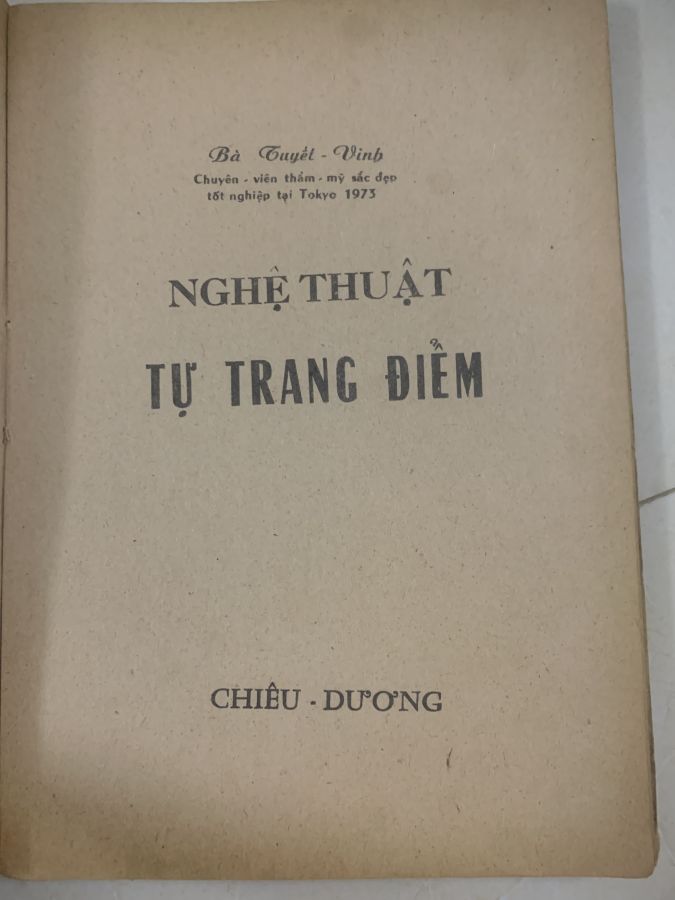 Bà Tuyết - Vinh
Chuyên - viên thẩm - mỹ sắc đẹp
tốt nghiệp tại Tokyo 1973
NGHỆ THUẬT
TỰ TRANG ĐIỂM
CHIÊU - DƯƠNG